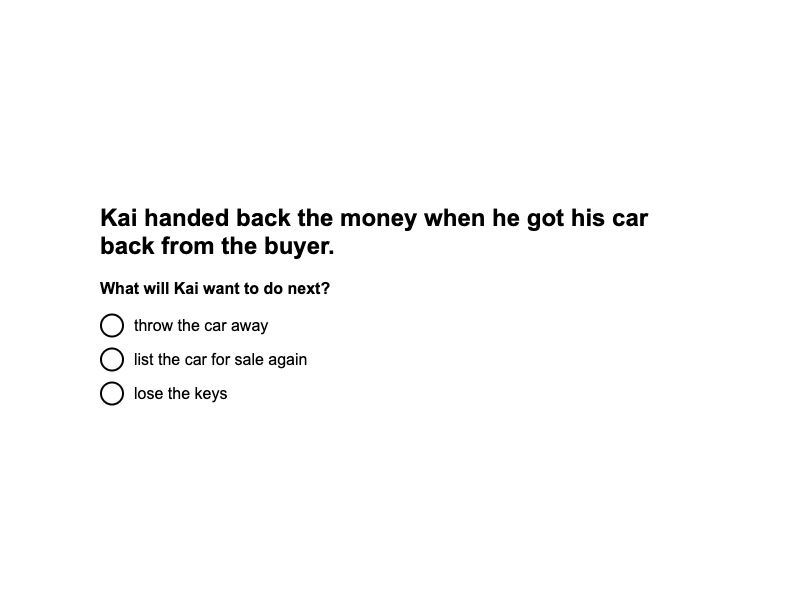 Kai handed back the money when he got his car
back from the buyer.
What will Kai want to do next?
throw the car away
list the car for sale again
lose the keys